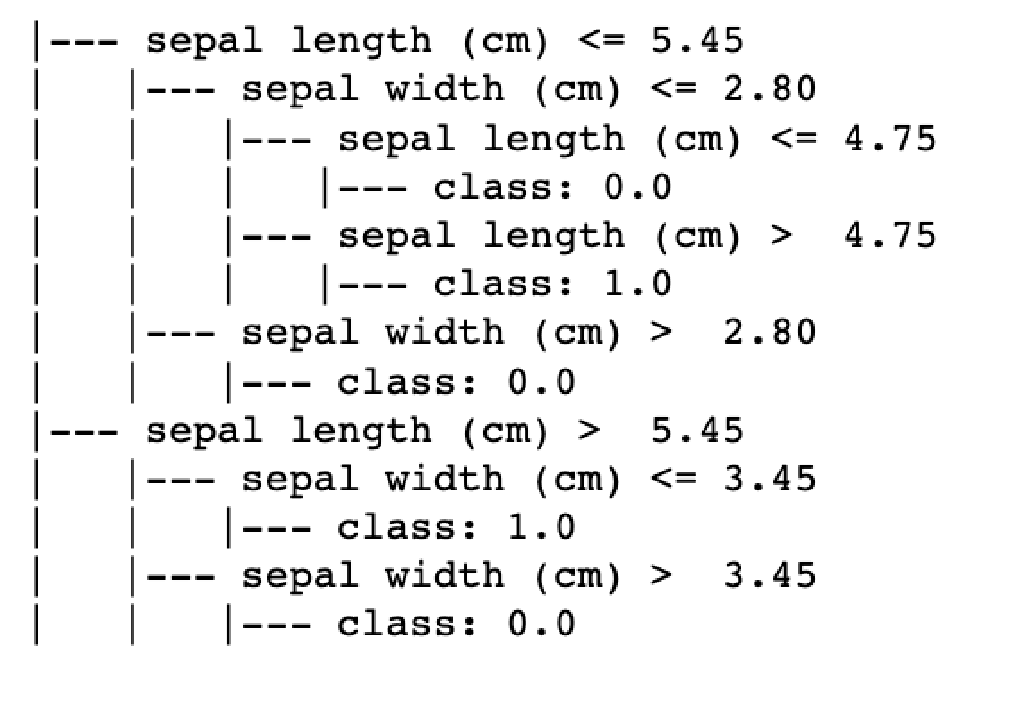 |--- sepal length (cm) <= 5.45
|   |--- sepal width (cm) <= 2.80
|   |   |--- sepal length (cm) <= 4.75
|   |   |   |--- class: 0.0
|   |   |--- sepal length (cm) >  4.75
|   |   |   |--- class: 1.0
|   |--- sepal width (cm) >  2.80
|   |   |--- class: 0.0
|--- sepal length (cm) >  5.45
|   |--- sepal width (cm) <= 3.45
|   |   |--- class: 1.0
|   |--- sepal width (cm) >  3.45
|   |   |--- class: 0.0